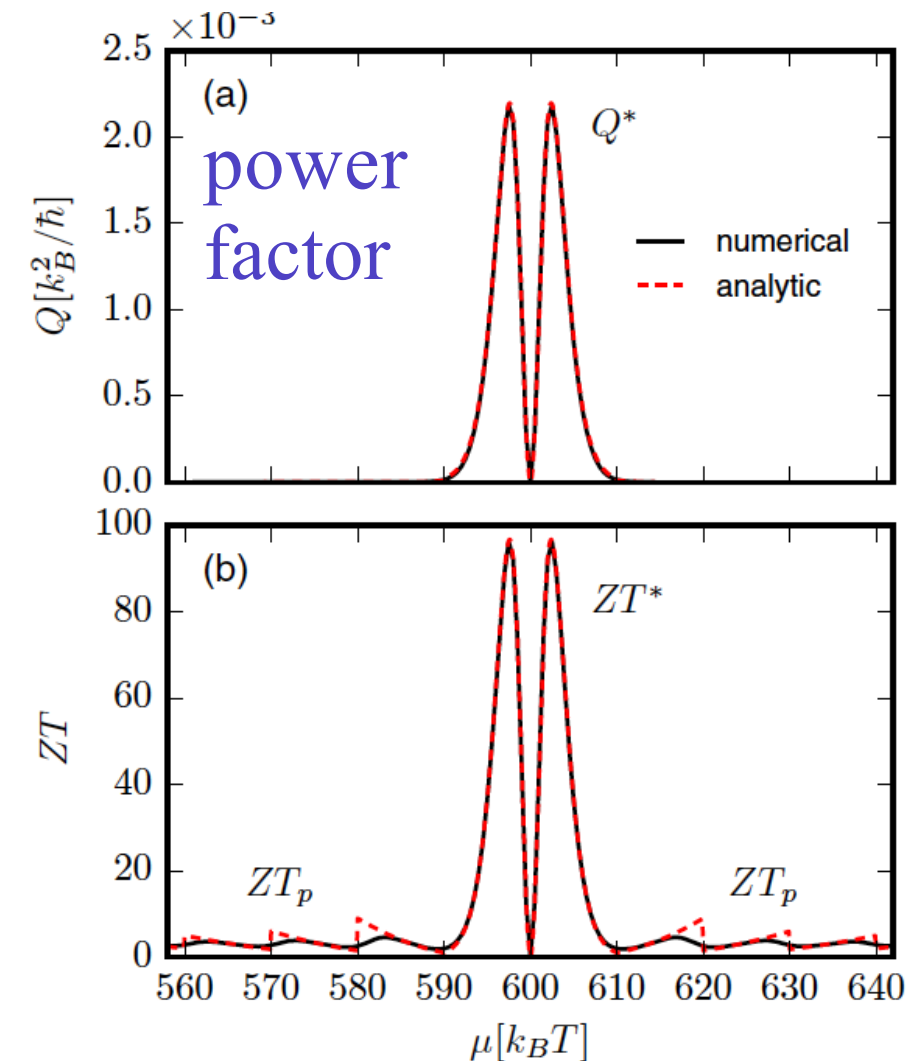 ×10⁻³
2.5
(a)
Q*
2.0
power
factor
1.5
numerical
analytic
Q[k_B²/ħ]
1.0
0.5
0.0
100
(b)
ZT*
80
60
ZT
40
20
ZT_p ZT_p
0
560 570 580 590 600 610 620 630 640
μ[k_BT]